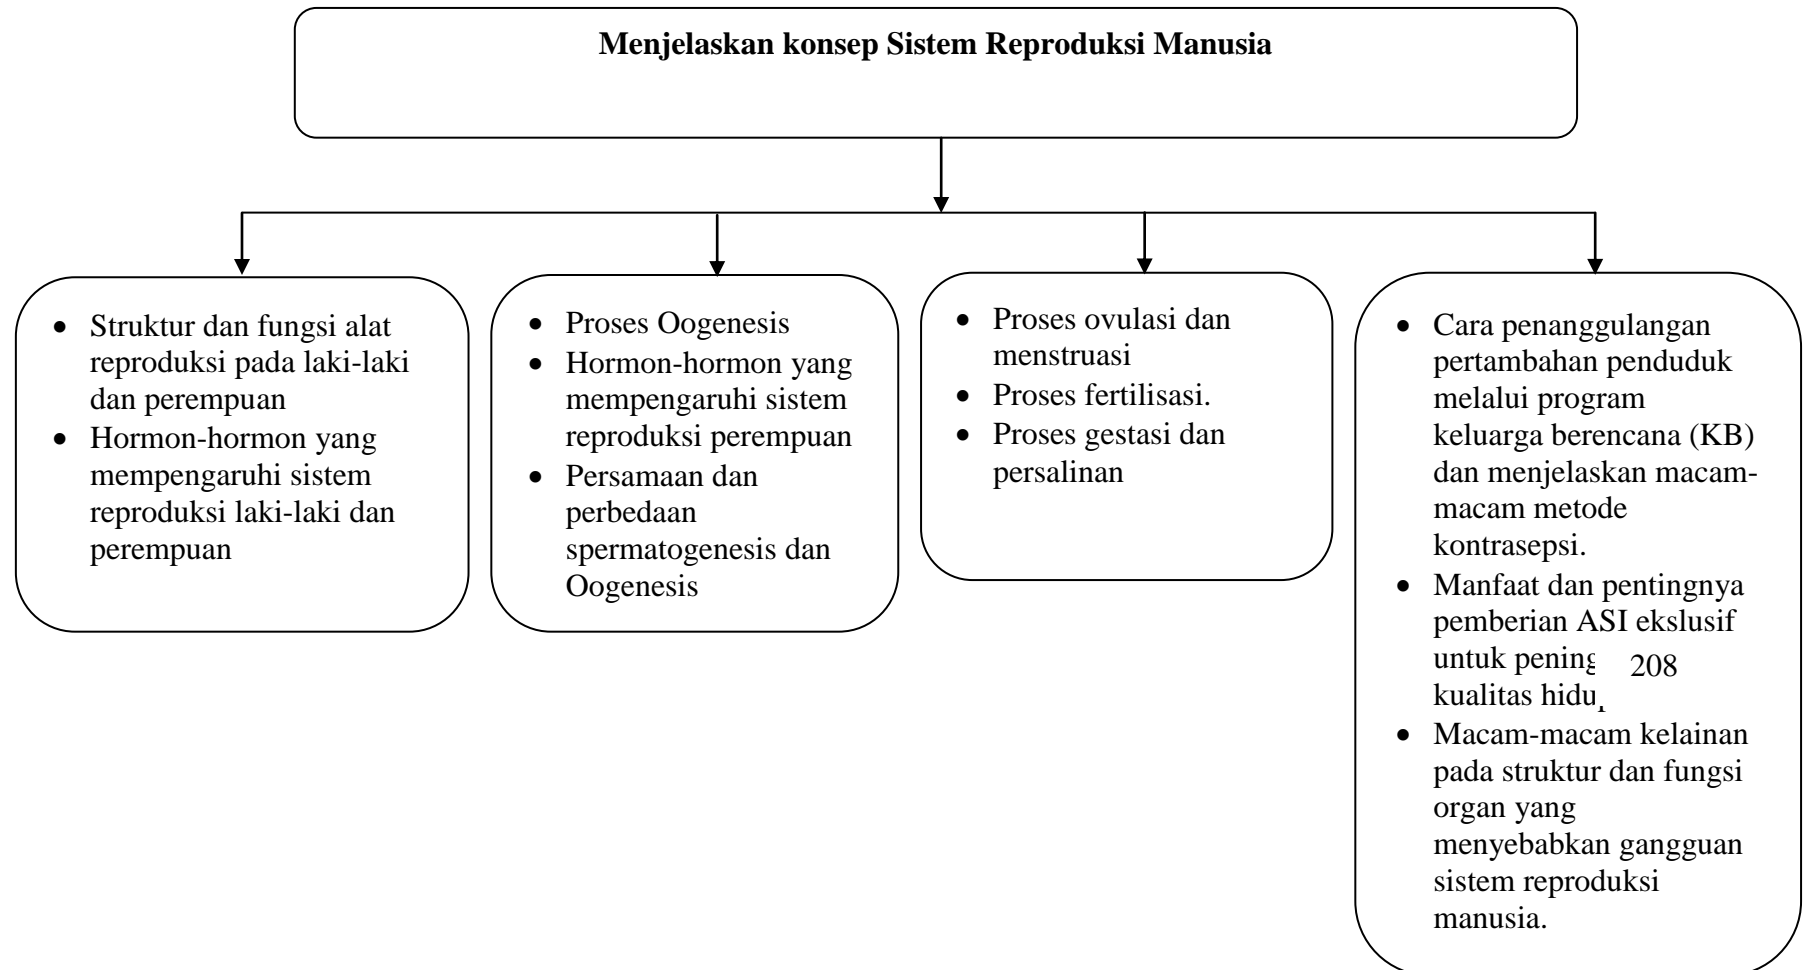 Menjelaskan konsep Sistem Reproduksi Manusia
• Struktur dan fungsi alat
reproduksi pada laki-laki
dan perempuan
• Hormon-hormon yang
mempengaruhi sistem
reproduksi laki-laki dan
perempuan
• Proses Oogenesis
• Hormon-hormon yang
mempengaruhi sistem
reproduksi perempuan
• Persamaan dan
perbedaan
spermatogenesis dan
Oogenesis
• Proses ovulasi dan
menstruasi
• Proses fertilisasi.
• Proses gestasi dan
persalinan
• Cara penanggulangan
pertambahan penduduk
melalui program
keluarga berencana (KB)
dan menjelaskan macam-
macam metode
kontrasepsi.
• Manfaat dan pentingnya
pemberian ASI ekslusif
untuk
kualitas
208
• Macam-macam kelainan
pada struktur dan fungsi
organ yang
menyebabkan gangguan
sistem reproduksi
manusia.